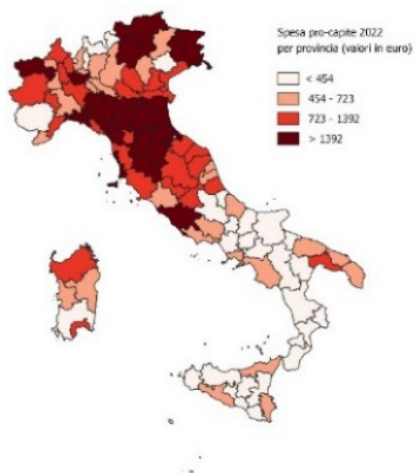 Spesa pro-capite 2022
per provincia (valori in euro)
< 454
454 - 723
723 - 1392
> 1392